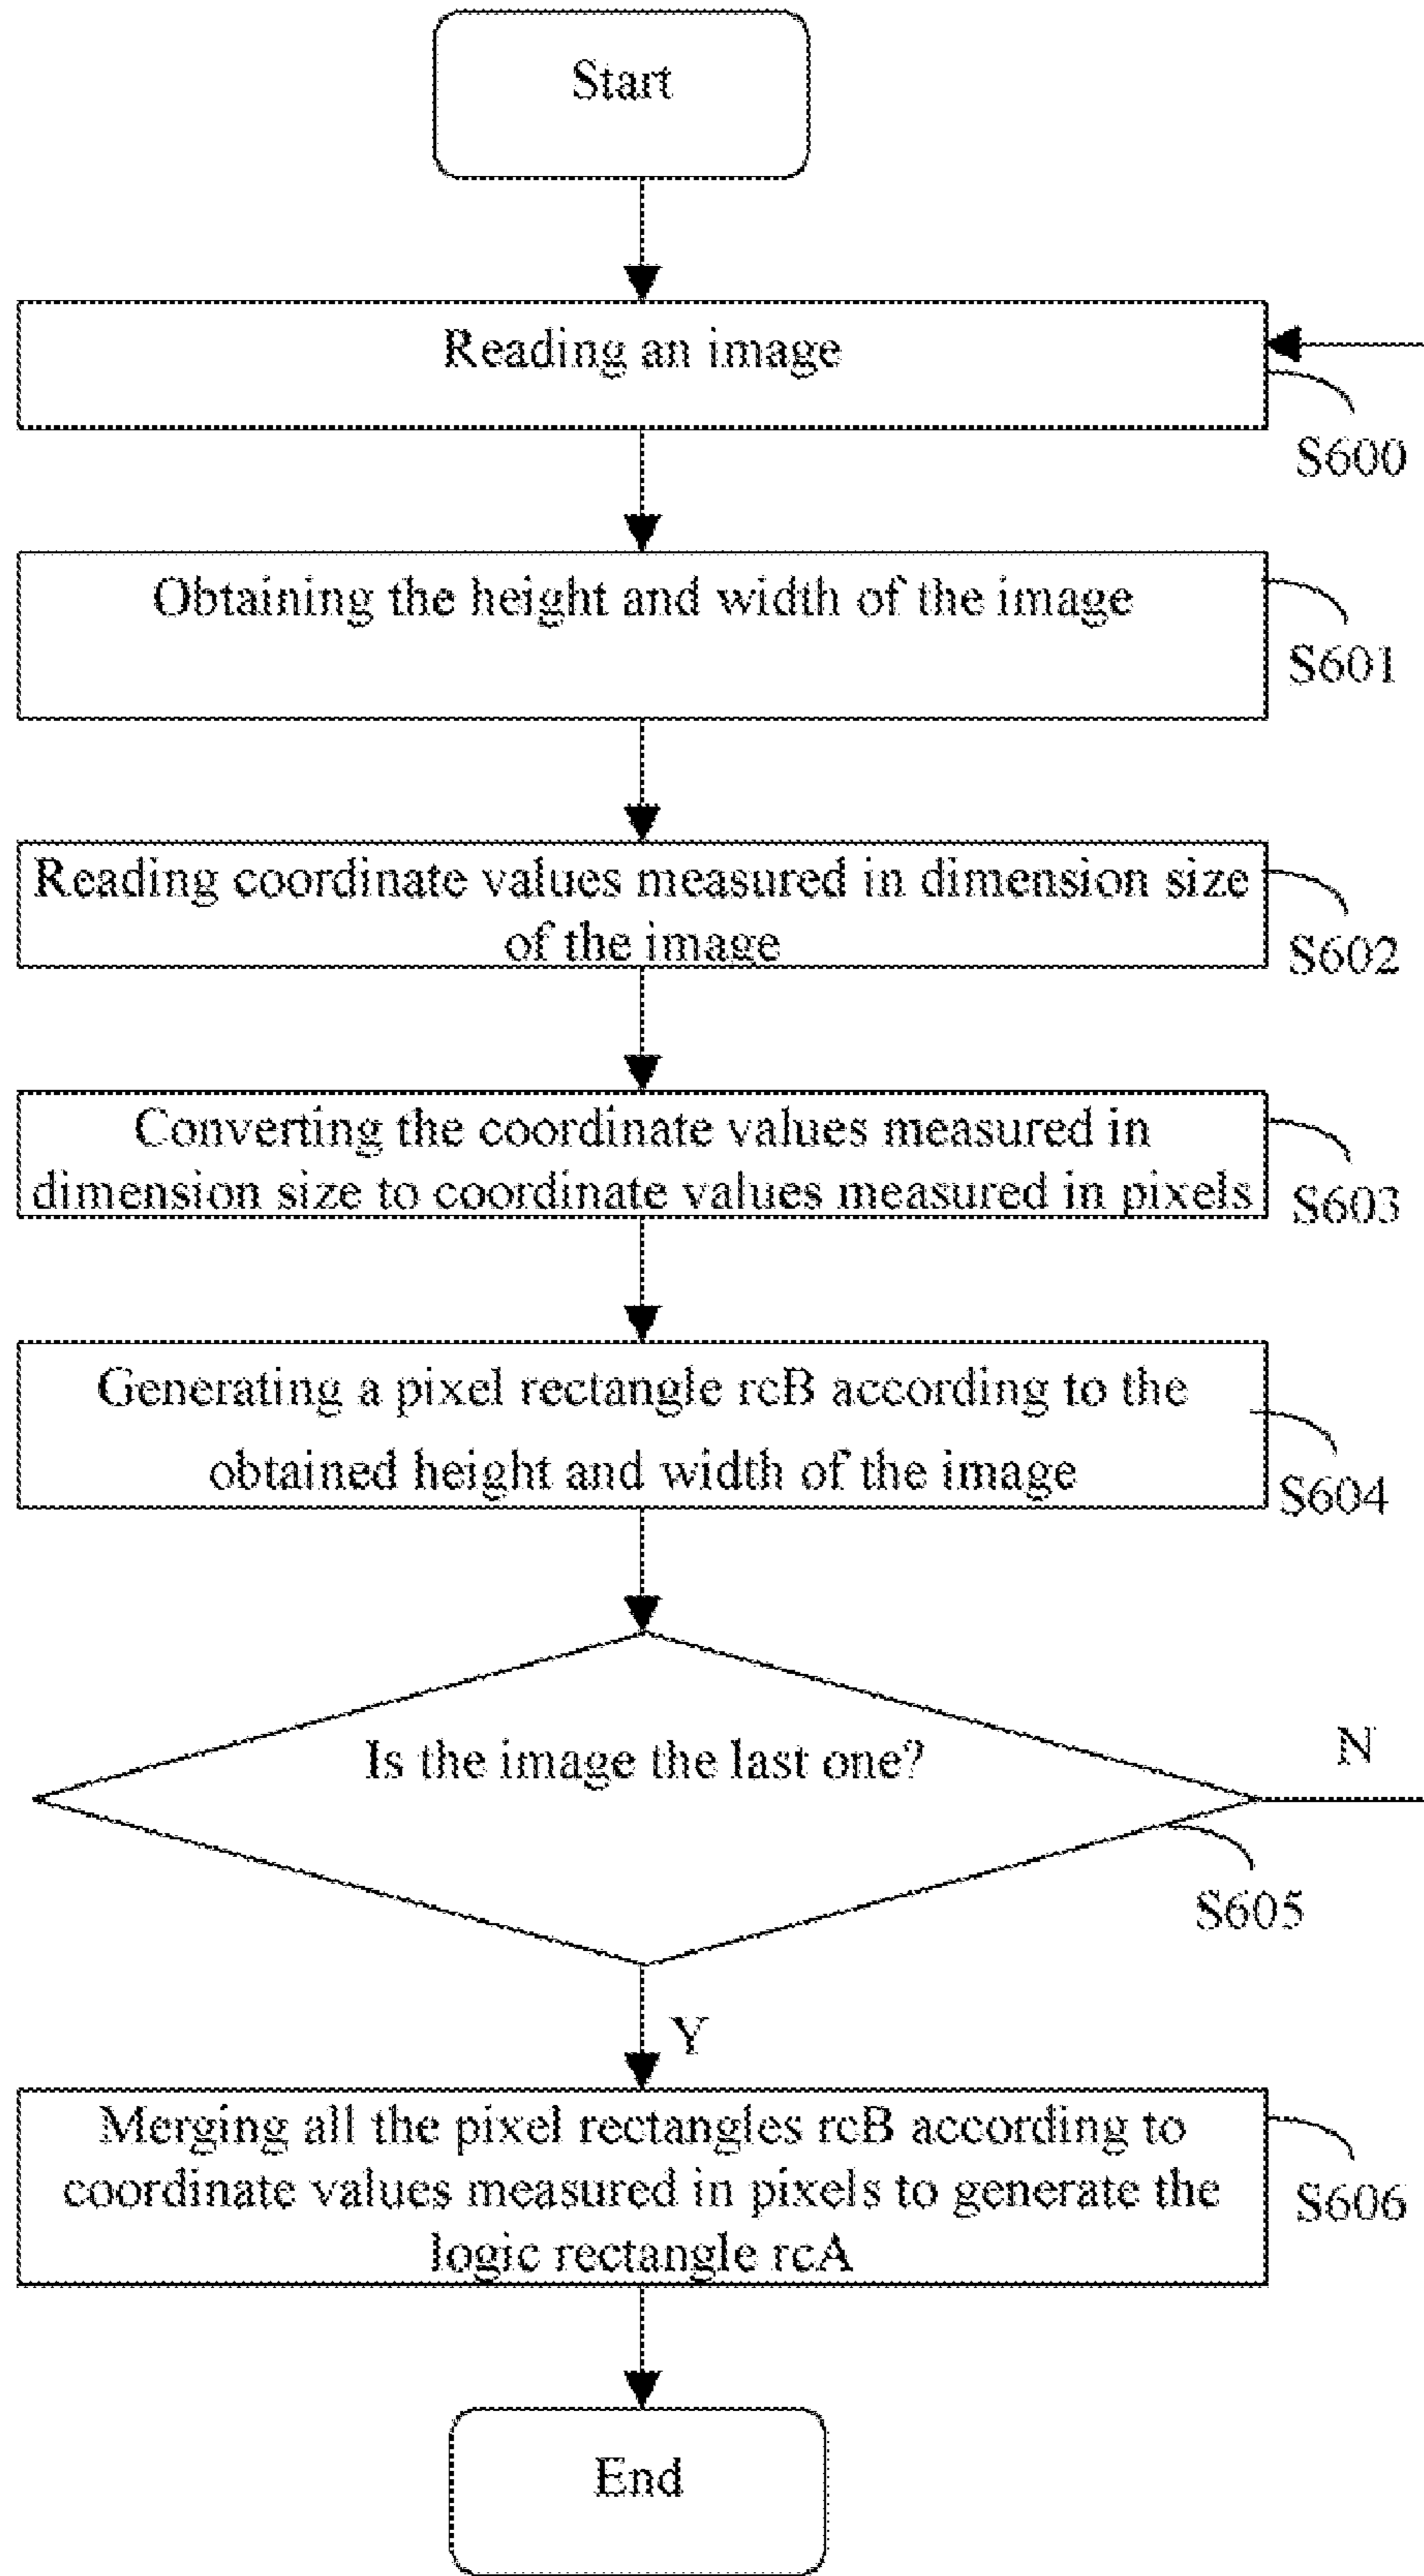 Start
Reading an image
S600
Obtaining the height and width of the image
S601
Reading coordinate values measured in dimension size
of the image
S602
Converting the coordinate values measured in
dimension size to coordinate values measured in pixels
S603
Generating a pixel rectangle rcB according to the
obtained height and width of the image
S604
Is the image the last one?
N
S605
Y
Merging all the pixel rectangles rcB according to
coordinate values measured in pixels to generate the
logic rectangle rcA
S606
End